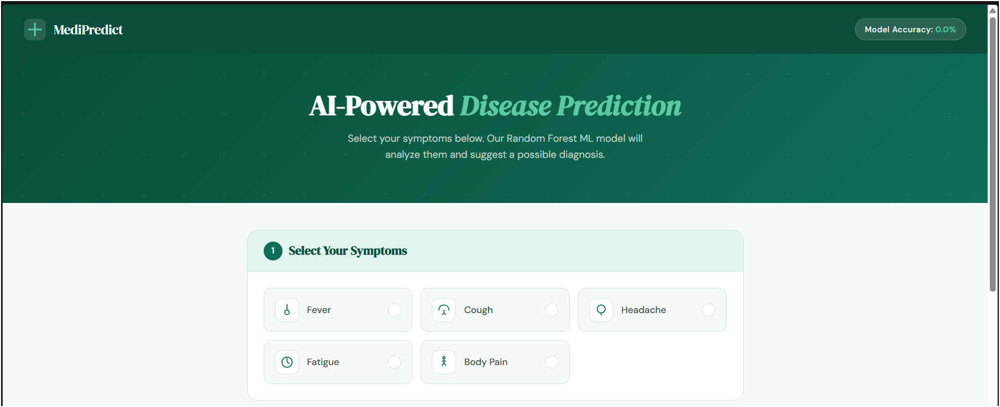 MediPredict
Model Accuracy: 0.0%
AI-Powered Disease Prediction
Select your symptoms below. Our Random Forest ML model will
analyze them and suggest a possible diagnosis.
1 Select Your Symptoms
Fever
Cough
Headache
Fatigue
Body Pain